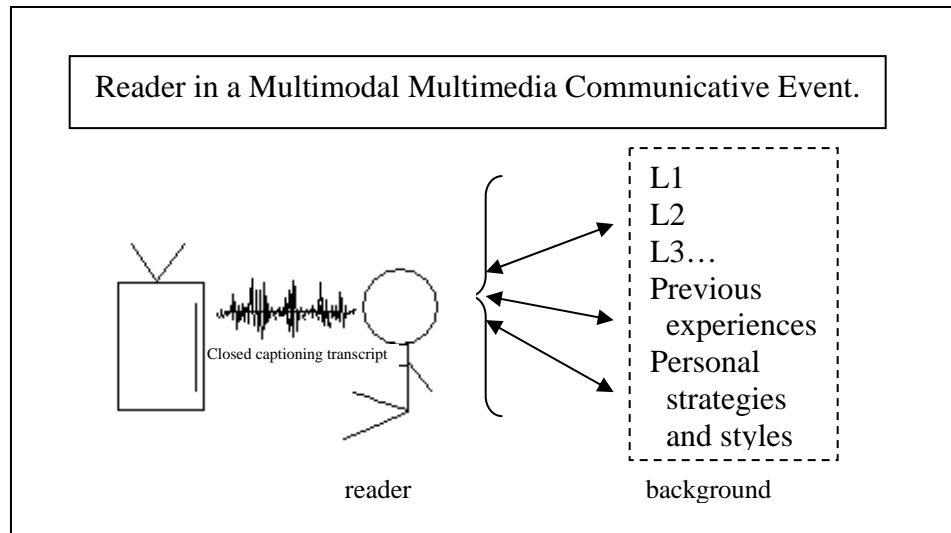 Reader in a Multimodal Multimedia Communicative Event.
L1
L2
L3…
Previous
experiences
Personal
strategies
and styles
Closed captioning transcript
reader
background